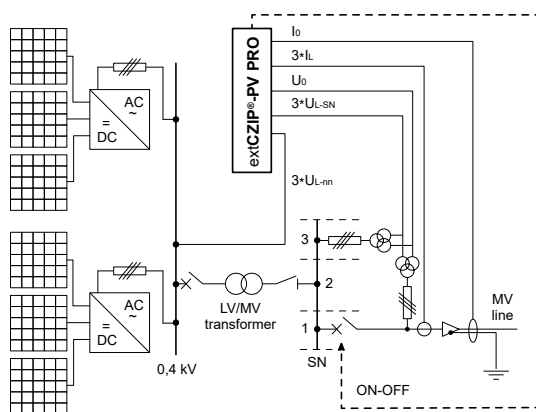 I0
3*IL
U0
3*UL-SN
3*UL-nn
extCZIP®-PV PRO
AC
~
=
DC
3
2
1
SN
LV/MV
transformer
AC
~
=
DC
0,4 kV
MV
line
ON-OFF